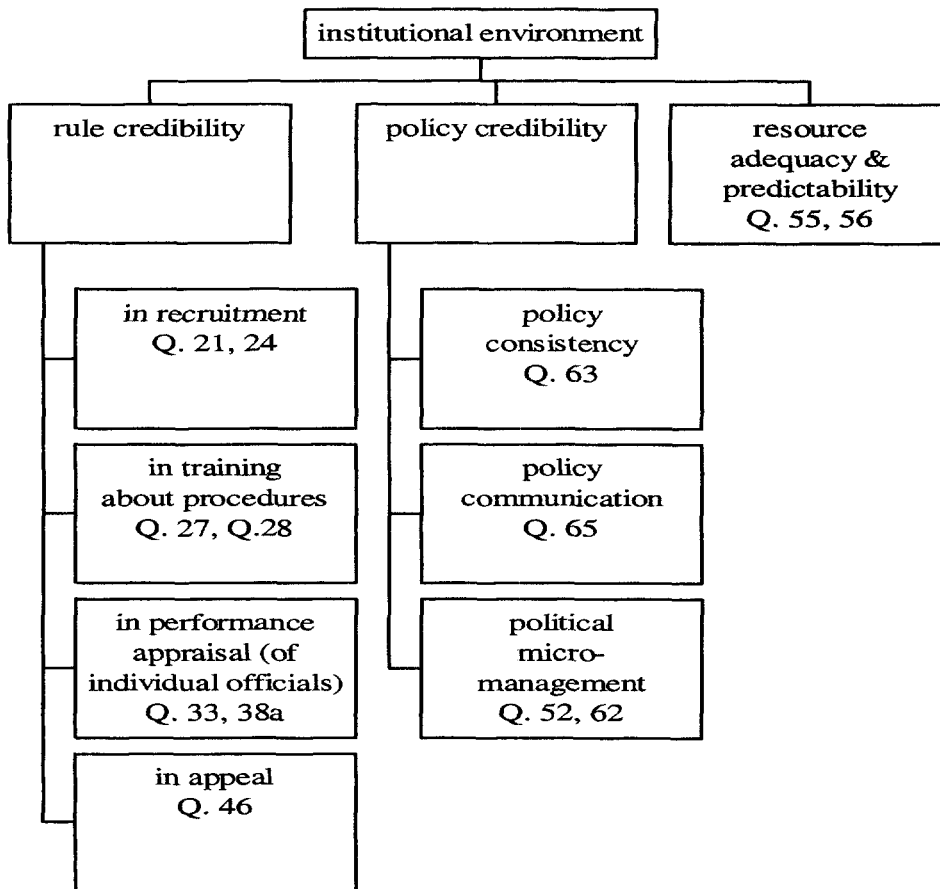 institutional environment
rule credibility
policy credibility
resource
adequacy &
predictability
Q. 55, 56
in recruitment
Q. 21, 24
in training
about procedures
Q. 27, Q.28
in performance
appraisal (of
individual officials)
Q. 33, 38a
in appeal
Q. 46
policy
consistency
Q. 63
policy
communication
Q. 65
political
micro-
management
Q. 52, 62